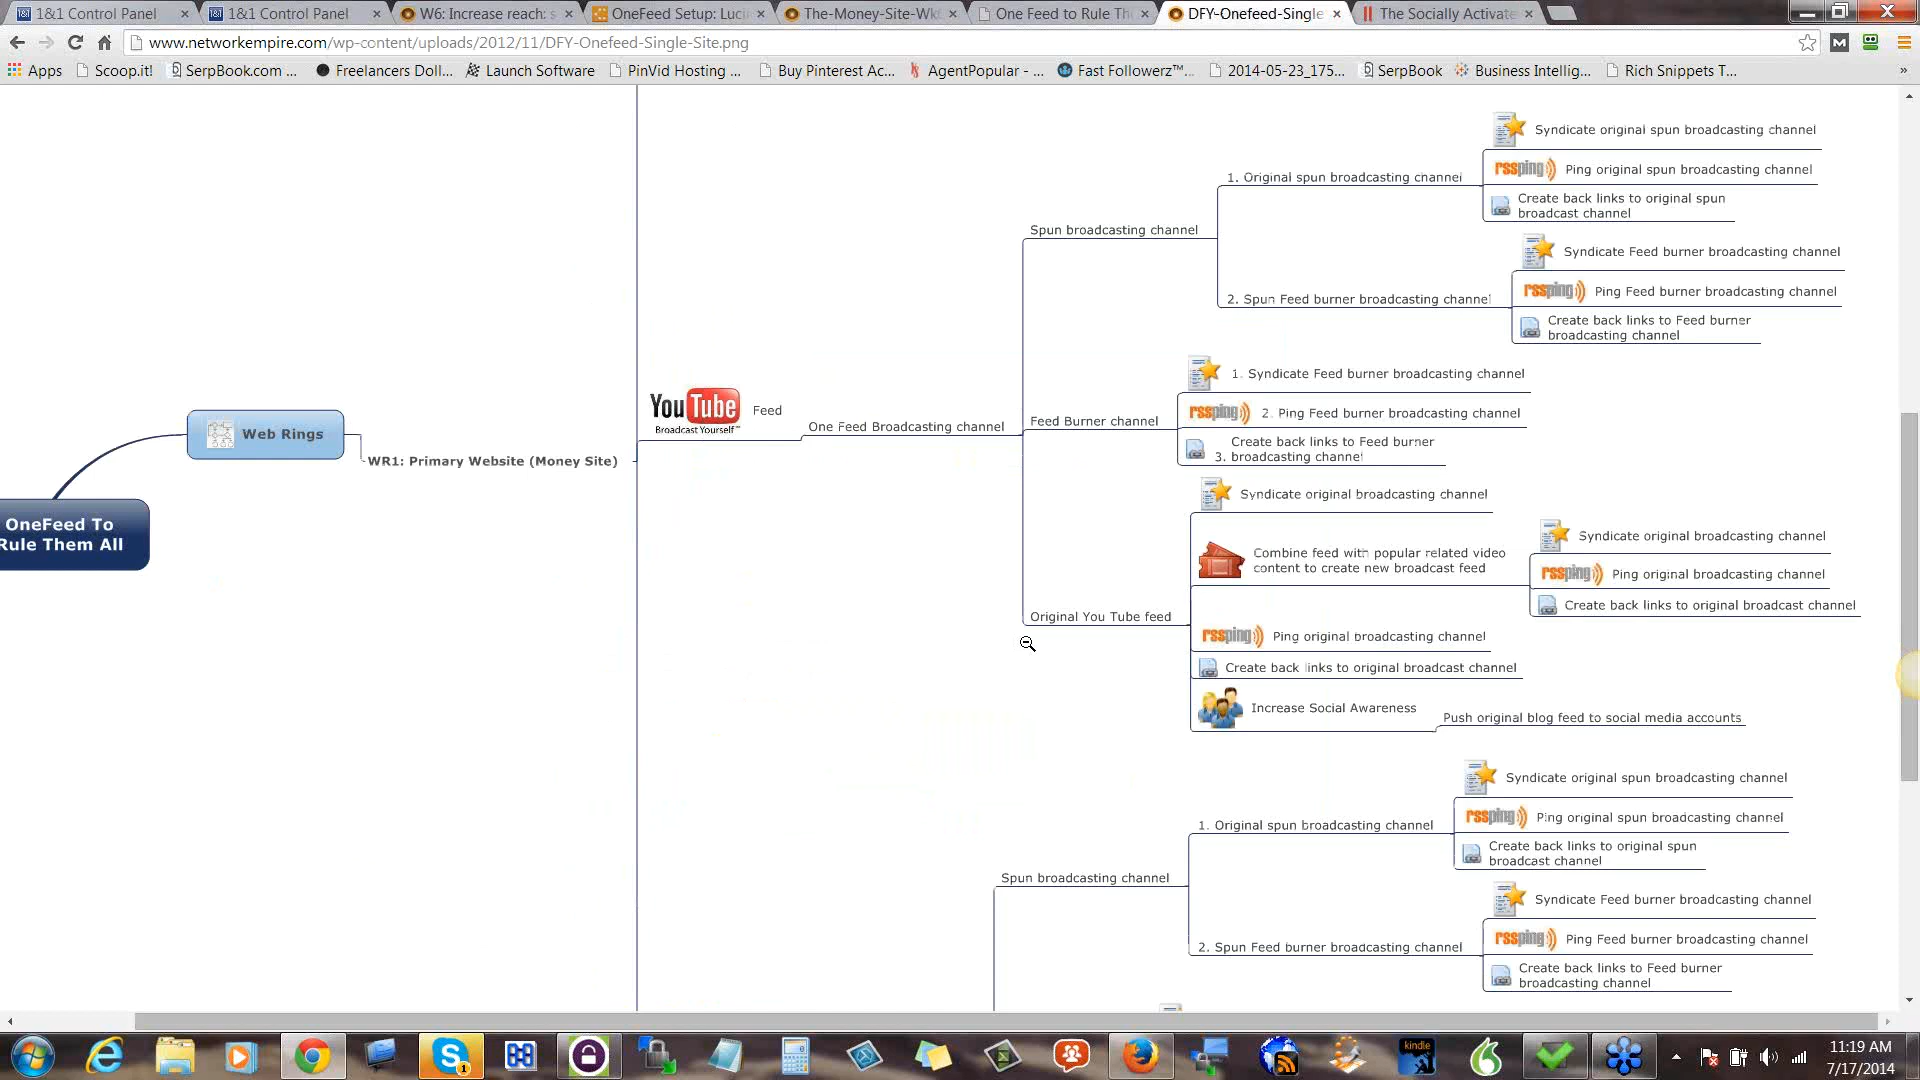 1&1 Control Panel
1&1 Control Panel
W6: Increase reach: s
OneFeed Setup: Luci
The-Money-Site-Wk
One Feed to Rule Th
DFY-Onefeed-Single
The Socially Activate
www.networkempire.com/wp-content/uploads/2012/11/DFY-Onefeed-Single-Site.png
Apps
Scoop.it!
SerpBook.com ...
Freelancers Doll...
Launch Software
PinVid Hosting ...
Buy Pinterest Ac...
AgentPopular - ...
Fast Followerz™...
2014-05-23_175...
SerpBook
Business Intellig...
Rich Snippets T...
»
OneFeed To
Rule Them All
Web Rings
WR1: Primary Website (Money Site)
YouTube
Broadcast Yourself™
Feed
One Feed Broadcasting channel
Spun broadcasting channel
1. Original spun broadcasting channel
Syndicate original spun broadcasting channel
rssping
Ping original spun broadcasting channel
Create back links to original spun
broadcast channel
2. Spun Feed burner broadcasting channel
Syndicate Feed burner broadcasting channel
rssping
Ping Feed burner broadcasting channel
Create back links to Feed burner
broadcasting channel
Feed Burner channel
1. Syndicate Feed burner broadcasting channel
rssping
2. Ping Feed burner broadcasting channel
Create back links to Feed burner
3. broadcasting channel
Original You Tube feed
Syndicate original broadcasting channel
Combine feed with popular related video
content to create new broadcast feed
Syndicate original broadcasting channel
rssping
Ping original broadcasting channel
Create back links to original broadcast channel
rssping
Ping original broadcasting channel
Create back links to original broadcast channel
Increase Social Awareness
Push original blog feed to social media accounts
Spun broadcasting channel
1. Original spun broadcasting channel
Syndicate original spun broadcasting channel
rssping
Ping original spun broadcasting channel
Create back links to original spun
broadcast channel
2. Spun Feed burner broadcasting channel
Syndicate Feed burner broadcasting channel
rssping
Ping Feed burner broadcasting channel
Create back links to Feed burner
broadcasting channel
kindle
11:19 AM
7/17/2014